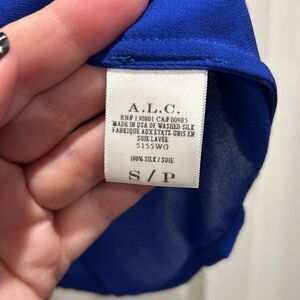 A.L.C.
RN# 130801 CA# 00985
MADE IN USA OF WASHED SILK
FABRIQUE AUX ETATS-UNIS EN
SOIE LAVÉE
5155WG
100% SILK / SOIE
S / P